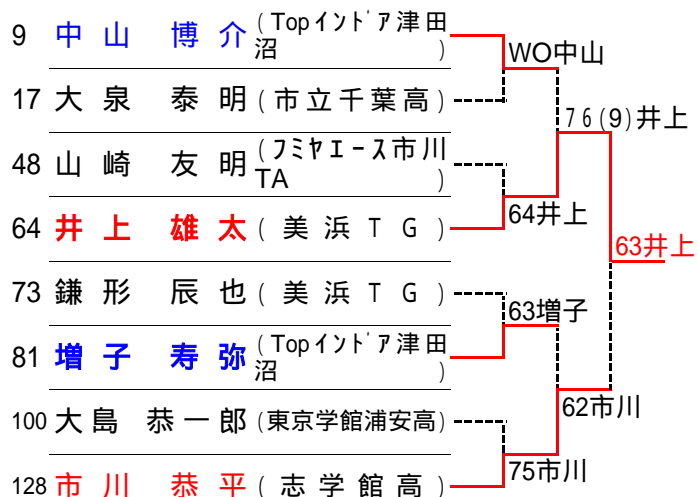 9 中山 博介 (Topインドア津田沼)
WO中山
17 大泉 泰明 (市立千葉高)
76(9)井上
48 山崎 友明 (フミヤエース市川TA)
64井上
64 井上 雄太 (美浜TG)
63井上
73 鎌形 辰也 (美浜TG)
63増子
81 増子 寿弥 (Topインドア津田沼)
62市川
100 大島 恭一郎 (東京学館浦安高)
75市川
128 市川 恭平 (志学館高)